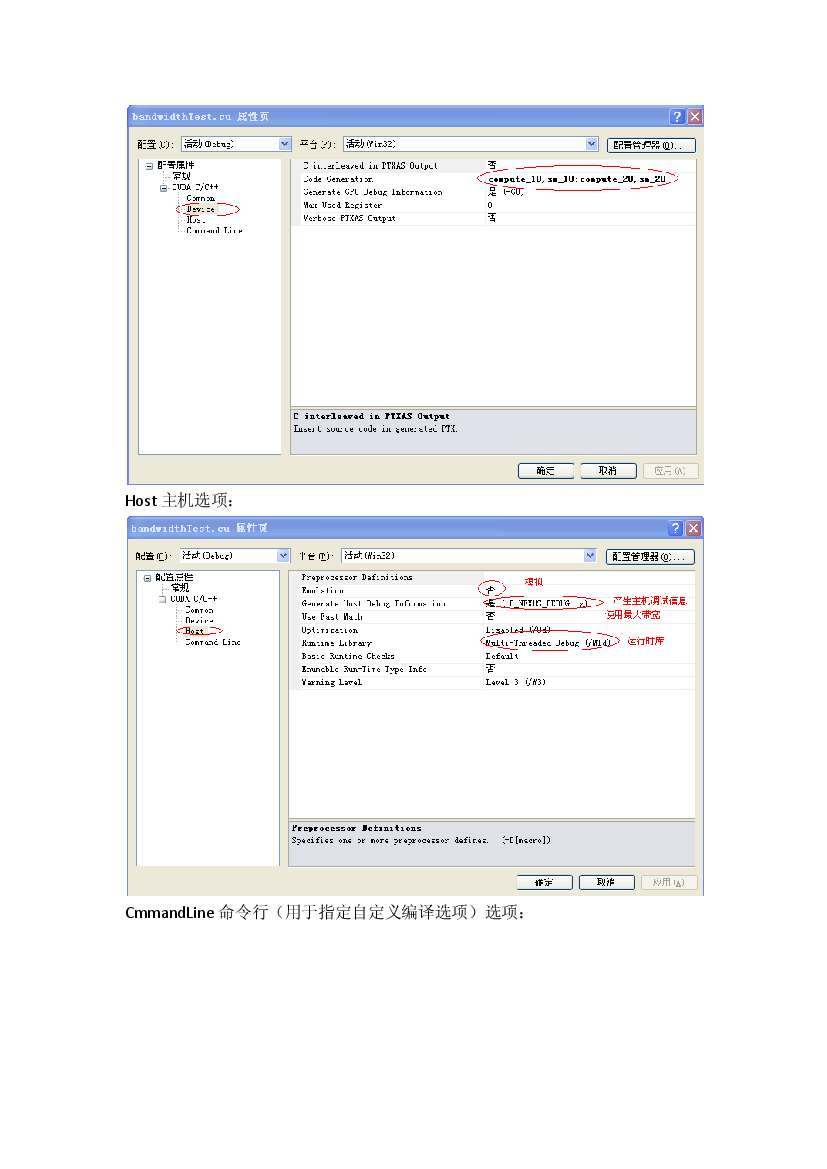 bandwidthTest.cu 属性页
配置(C): 活动(Debug) 平台(P): 活动(Win32) 配置管理器(O)...
配置属性
常规
CUDA C/C++
Common
Device
Host
Command Line
C interleaved in PTXAS Output 否
Code Generation compute_10,sm_10;compute_20,sm_20
Generate GPU Debug Information 是 (-G0)
Max Used Register 0
Verbose PTXAS Output 否
C interleaved in PTXAS Output
Insert source code in generated PTX.
确定 取消 应用(A)
Host 主机选项：
bandwidthTest.cu 属性页
配置(C): 活动(Debug) 平台(P): 活动(Win32) 配置管理器(O)...
配置属性
常规
CUDA C/C++
Common
Device
Host
Command Line
Preprocessor Definitions
Emulation 否 模拟
Generate Host Debug Information 是 产生主机调试信息
Use Fast Math 否 使用最大带宽
Optimization Disabled (/Od)
Runtime Library Multi-Threaded Debug (/MTd) 运行时库
Basic Runtime Checks Default
Enunable Run-Time Type Info 否
Warning Level Level 3 (/W3)
Preprocessor Definitions
Specifies one or more preprocessor defines. (-D[macro])
确定 取消 应用(A)
CmmandLine 命令行（用于指定自定义编译选项）选项：